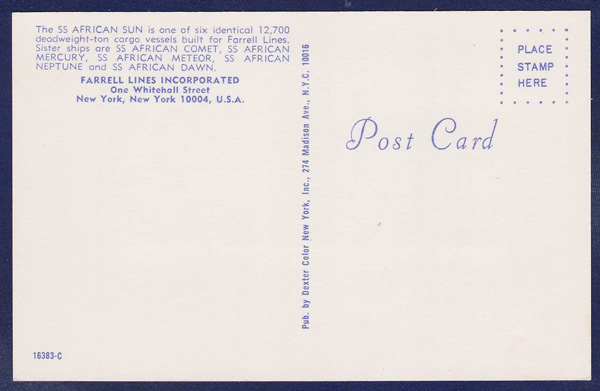 The SS AFRICAN SUN is one of six identical 12,700
deadweight-ton cargo vessels built for Farrell Lines.
Sister ships are SS AFRICAN COMET, SS AFRICAN
MERCURY, SS AFRICAN METEOR, SS AFRICAN
NEPTUNE and SS AFRICAN DAWN.
FARRELL LINES INCORPORATED
One Whitehall Street
New York, New York 10004, U.S.A.
16383-C
Pub. by Dexter Color New York, Inc., 274 Madison Ave., N.Y.C. 10016
PLACE
STAMP
HERE
Post Card